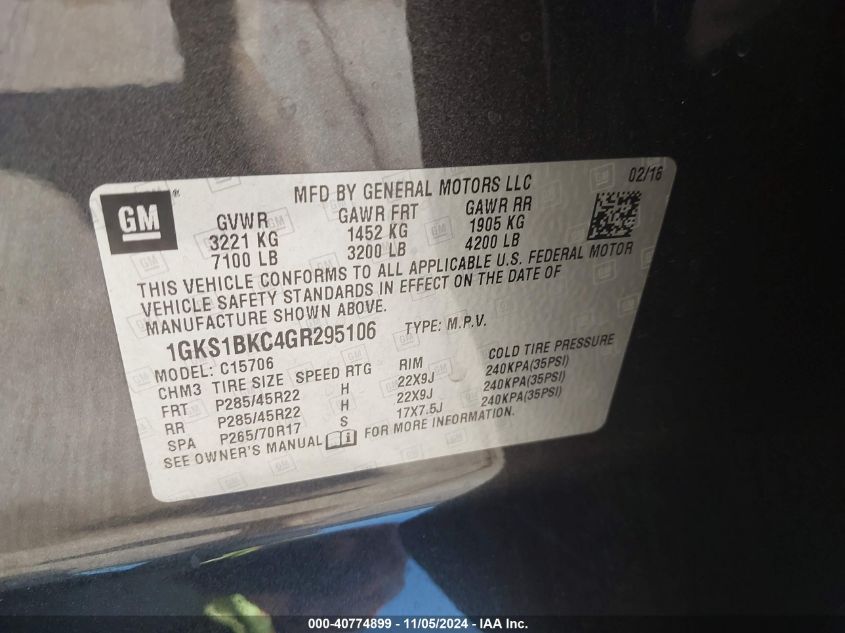 MFD BY GENERAL MOTORS LLC 02/16
GM ®
GVWR GAWR FRT GAWR RR
3221 KG 1452 KG 1905 KG
7100 LB 3200 LB 4200 LB
THIS VEHICLE CONFORMS TO ALL APPLICABLE U.S. FEDERAL MOTOR
VEHICLE SAFETY STANDARDS IN EFFECT ON THE DATE OF
MANUFACTURE SHOWN ABOVE.
1GKS1BKC4GR295106 TYPE: M.P.V.
MODEL: C15706
CHM3 TIRE SIZE SPEED RTG RIM COLD TIRE PRESSURE
FRT P285/45R22 H 22X9J 240KPA(35PSI)
RR P285/45R22 H 22X9J 240KPA(35PSI)
SPA P265/70R17 S 17X7.5J 240KPA(35PSI)
SEE OWNER'S MANUAL FOR MORE INFORMATION.
000-40774899 — 11/05/2024 — IAA Inc.